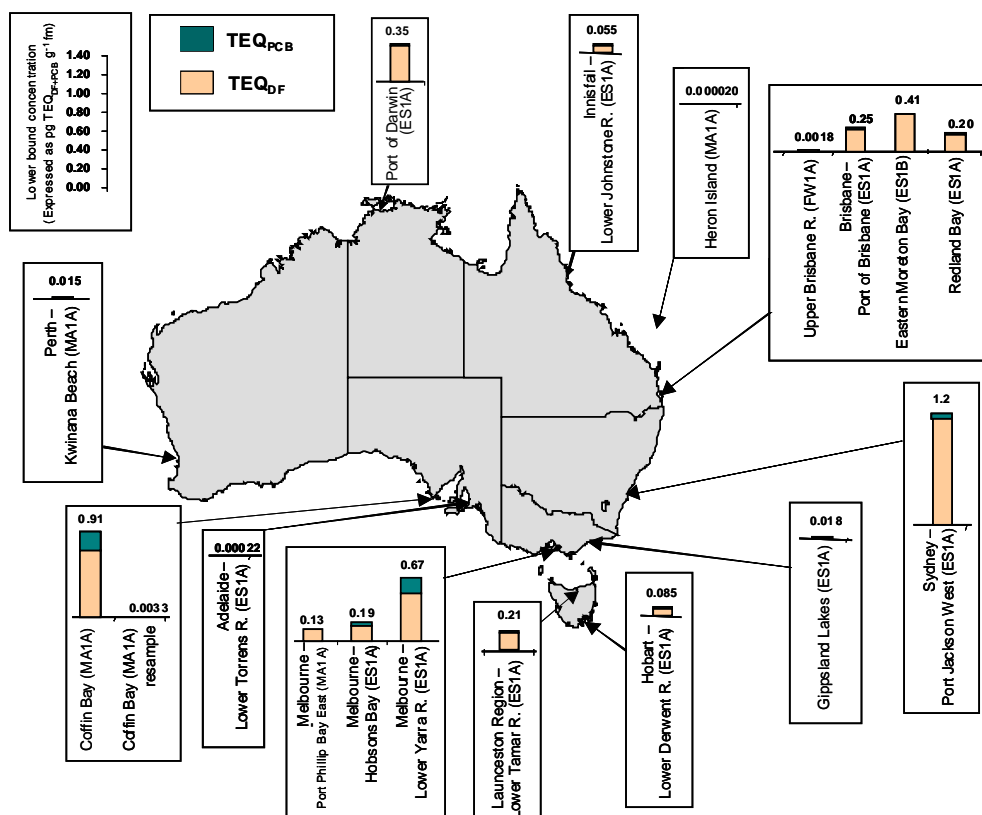 Lower bound concentration
(Expressed as pg TEQDF+PCB g-1fm)
1.40
1.20
1.00
0.80
0.60
0.40
0.20
0.00
TEQPCB
TEQDF
0.35
Port of Darwin
(ES1A)
0.055
Innisfail –
Lower Johnstone R. (ES1A)
0.000020
Heron Island (MA1A)
0.0018
0.25
0.41
0.20
Upper Brisbane R. (FW1A)
Brisbane–
Port of Brisbane (ES1A)
Eastern Moreton Bay (ES1B)
Redland Bay (ES1A)
0.015
Perth –
Kwinana Beach (MA1A)
1.2
Sydney –
Port Jackson West (ES1A)
0.91
0.0033
Coffin Bay (MA1A)
Coffin Bay (MA1A)
resample
0.00022
Adelaide–
Lower Torrens R. (ES1A)
0.13
0.19
0.67
Melbourne–
Port Phillip Bay East (MA1A)
Melbourne–
Hobsons Bay (ES1A)
Melbourne–
Lower Yarra R. (ES1A)
0.21
Launceston Region –
Lower Tamar R. (ES1A)
0.085
Hobart –
Lower Derwent R. (ES1A)
0.018
Gippsland Lakes (ES1A)